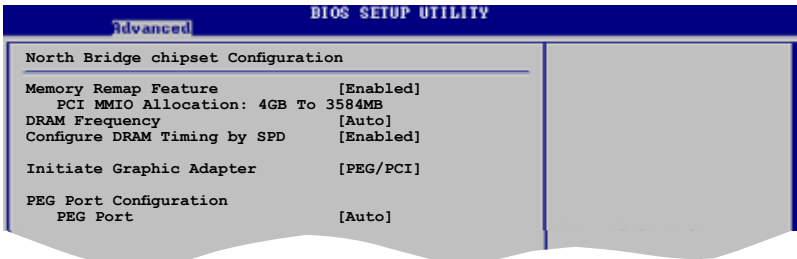 BIOS SETUP UTILITY
Advanced
North Bridge chipset Configuration
Memory Remap Feature [Enabled]
PCI MMIO Allocation: 4GB To 3584MB
DRAM Frequency [Auto]
Configure DRAM Timing by SPD [Enabled]
Initiate Graphic Adapter [PEG/PCI]
PEG Port Configuration
PEG Port [Auto]